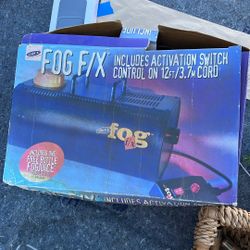 FOG F/X
INCLUDES ACTIVATION SWITCH
CONTROL ON 12FT/3.7M CORD
fog
F/X
INCLUDES
FREE BOTTLE
FOG JUICE
INCLUDES ACTIVATION SWITCH